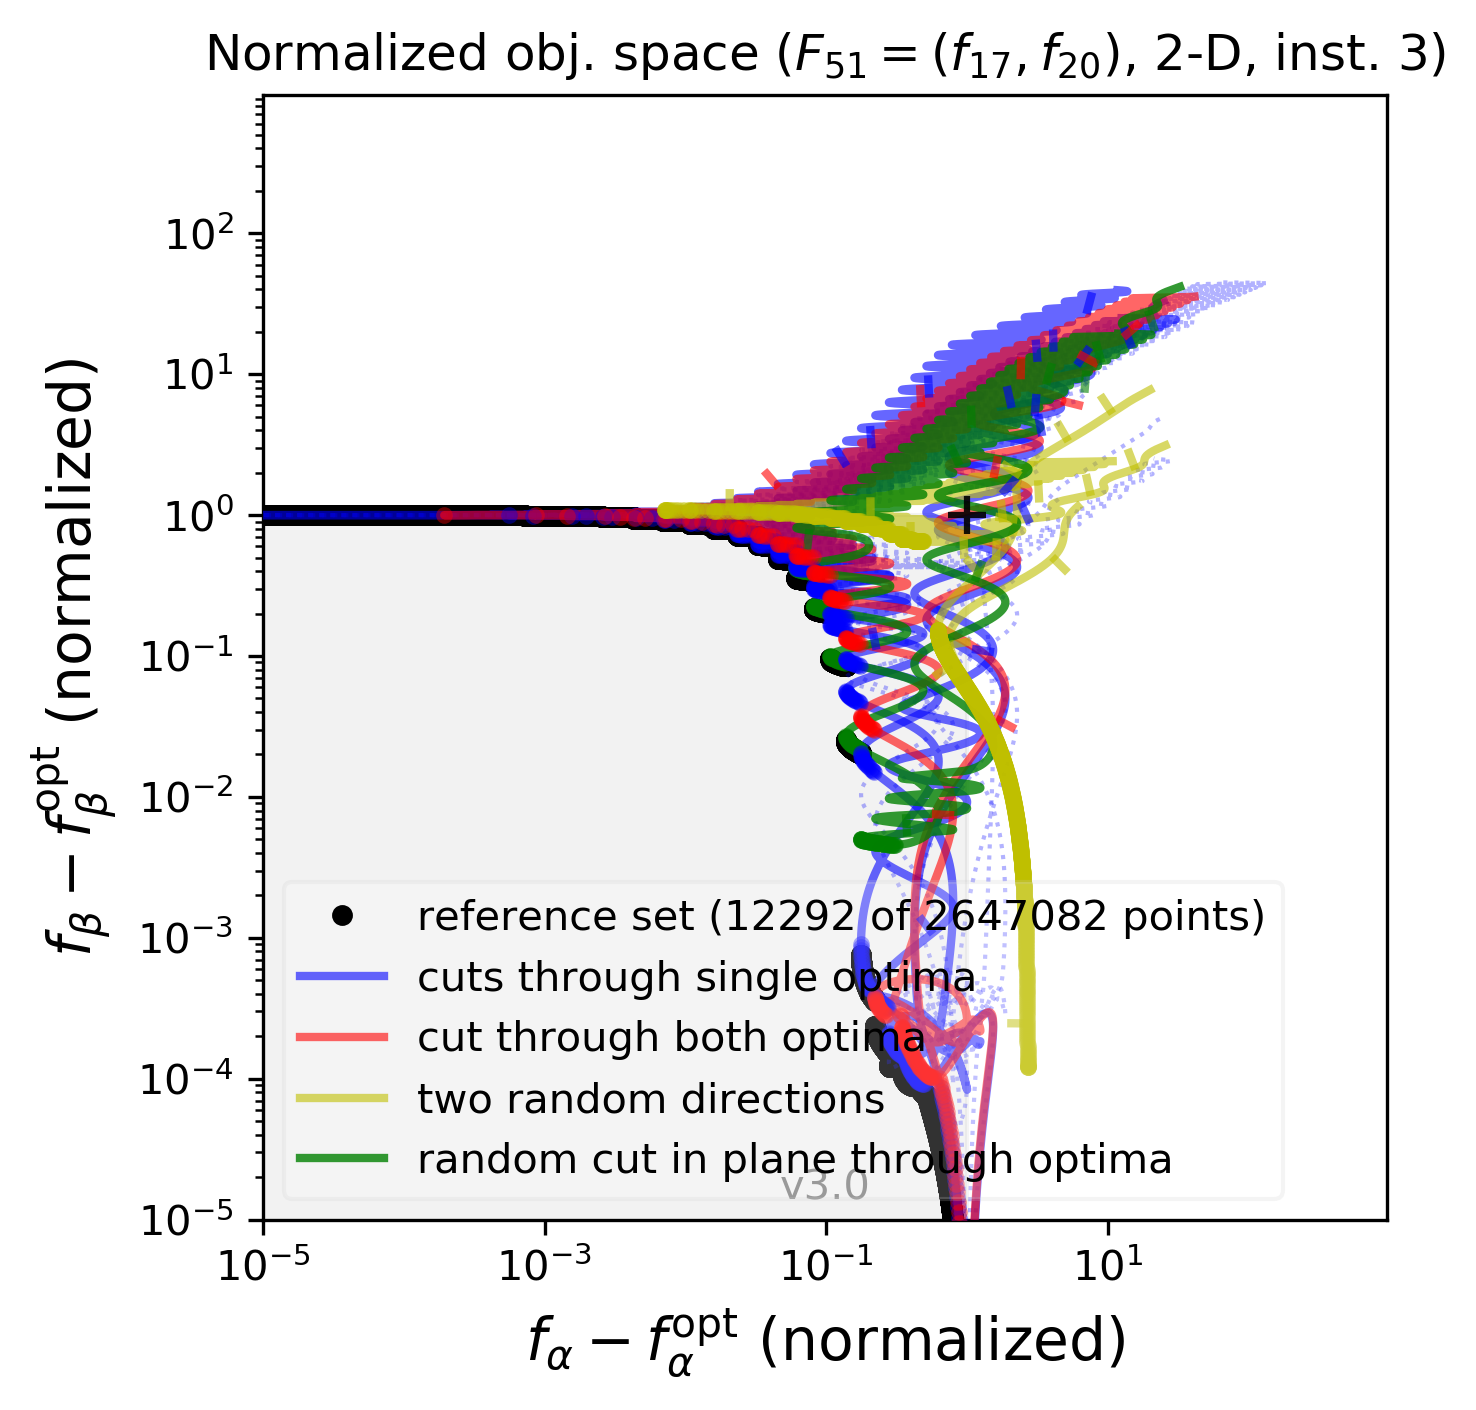 Normalized obj. space ($F_{51} = (f_{17}, f_{20})$, 2-D, inst. 3)
$f_\beta - f_\beta^{\mathrm{opt}}$ (normalized)
$10^2$
$10^1$
$10^0$
$10^{-1}$
$10^{-2}$
$10^{-3}$
$10^{-4}$
$10^{-5}$
reference set (12292 of 2647082 points)
cuts through single optima
cut through both optima
two random directions
random cut in plane through optima
v3.0
$10^{-5}$
$10^{-3}$
$10^{-1}$
$10^1$
$f_\alpha - f_\alpha^{\mathrm{opt}}$ (normalized)